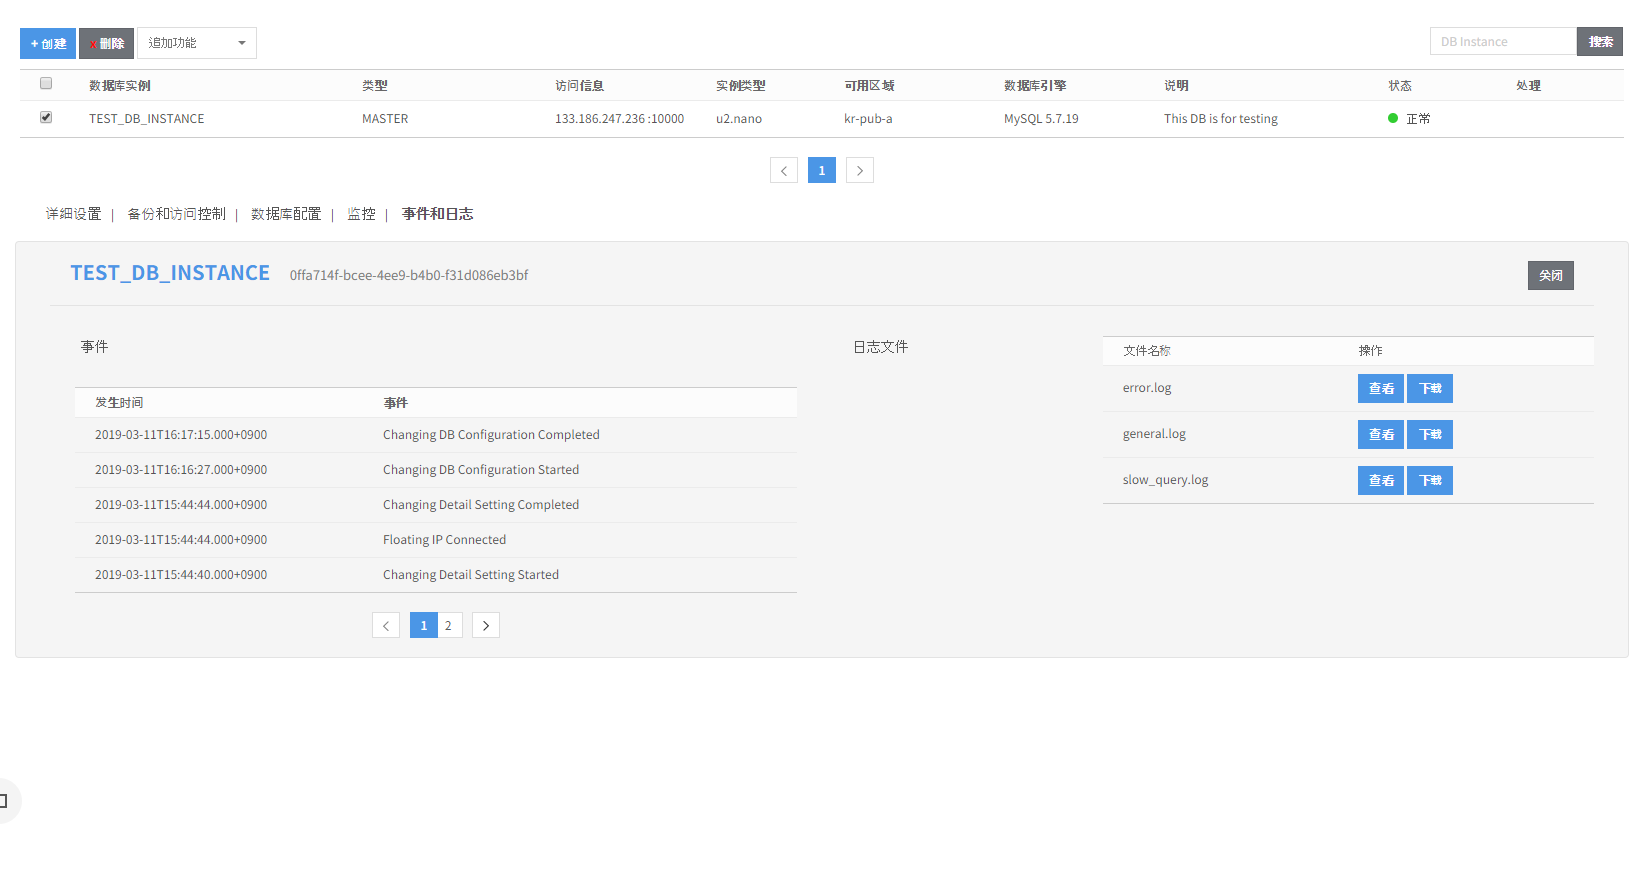 + 创建 x 删除 追加功能 DB Instance 搜索
数据库实例 类型 访问信息 实例类型 可用区域 数据库引擎 说明 状态 处理
TEST_DB_INSTANCE MASTER 133.186.247.236 :10000 u2.nano kr-pub-a MySQL 5.7.19 This DB is for testing 正常
< 1 >
详细设置 | 备份和访问控制 | 数据库配置 | 监控 | 事件和日志
TEST_DB_INSTANCE 0ffa714f-bcee-4ee9-b4b0-f31d086eb3bf 关闭
事件
发生时间 事件
2019-03-11T16:17:15.000+0900 Changing DB Configuration Completed
2019-03-11T16:16:27.000+0900 Changing DB Configuration Started
2019-03-11T15:44:44.000+0900 Changing Detail Setting Completed
2019-03-11T15:44:44.000+0900 Floating IP Connected
2019-03-11T15:44:40.000+0900 Changing Detail Setting Started
< 1 2 >
日志文件
文件名称 操作
error.log 查看 下载
general.log 查看 下载
slow_query.log 查看 下载